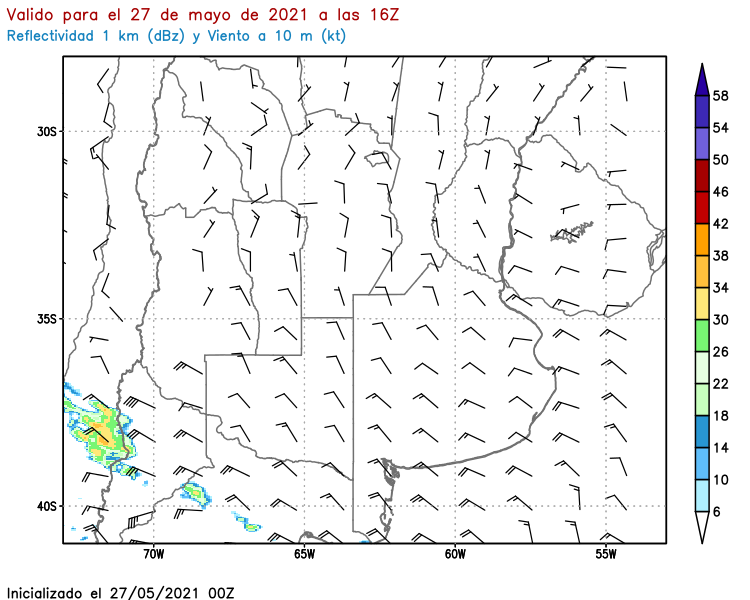 Valido para el 27 de mayo de 2021 a las 16Z
Reflectividad 1 km (dBz) y Viento a 10 m (kt)
58
54
50
46
42
38
34
30
26
22
18
14
10
6
30S
35S
40S
70W
65W
60W
55W
Inicializado el 27/05/2021 00Z